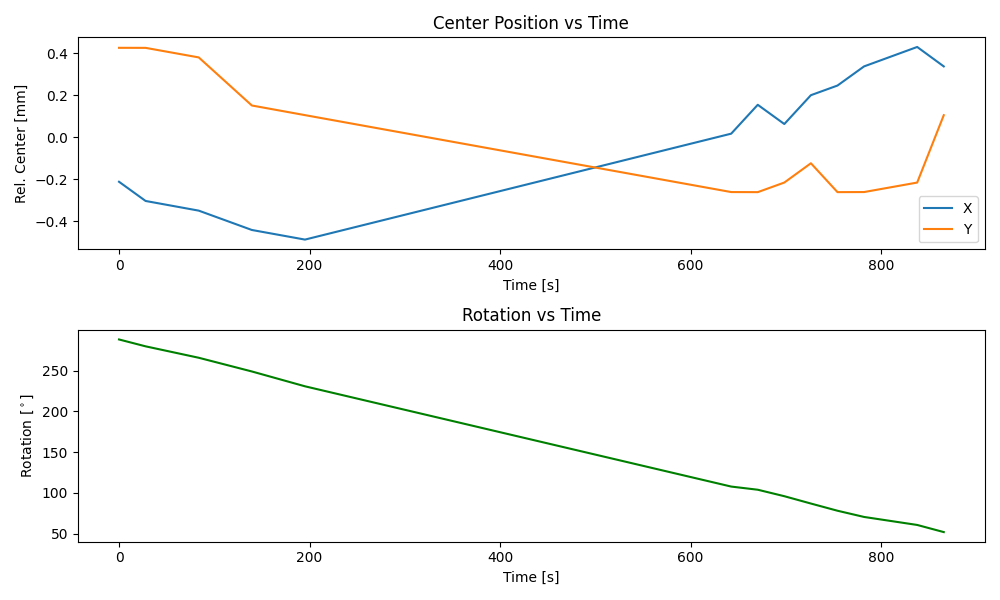 Center Position vs Time
Rel. Center [mm]
0.4
0.2
0.0
−0.2
−0.4
X
Y
0
200
400
600
800
Time [s]
Rotation vs Time
Rotation [°]
250
200
150
100
50
0
200
400
600
800
Time [s]